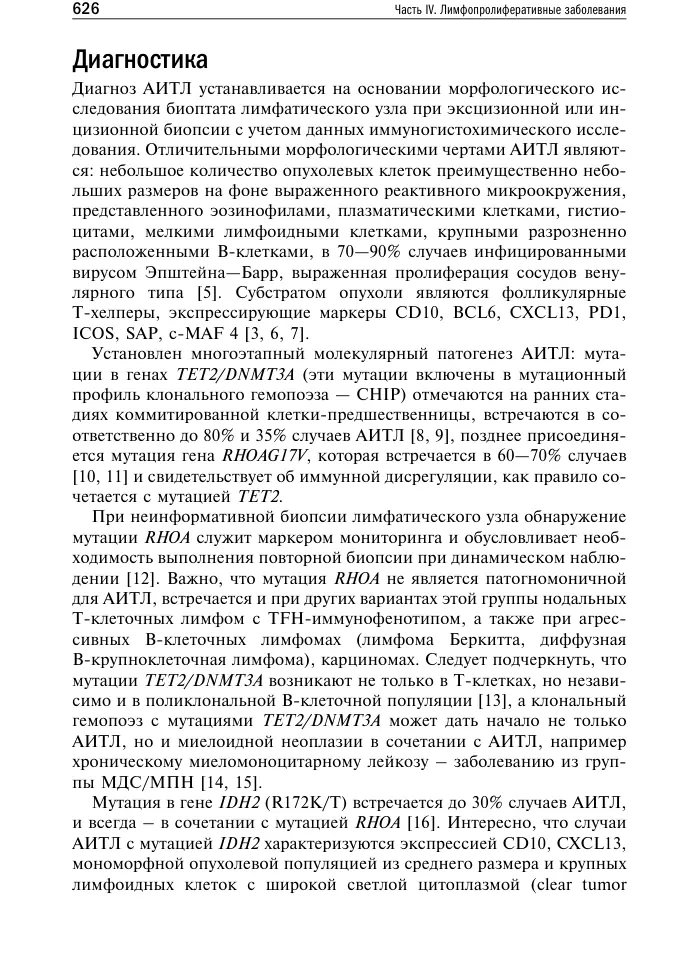 626
Часть IV. Лимфопролиферативные заболевания
Диагностика
Диагноз АИТЛ устанавливается на основании морфологического ис-
следования биоптата лимфатического узла при эксцизионной или ин-
цизионной биопсии с учетом данных иммуногистохимического иссле-
дования. Отличительными морфологическими чертами АИТЛ являют-
ся: небольшое количество опухолевых клеток преимущественно небо-
льших размеров на фоне выраженного реактивного микроокружения,
представленного эозинофилами, плазматическими клетками, гистио-
цитами, мелкими лимфоидными клетками, крупными разрозненно
расположенными В-клетками, в 70—90% случаев инфицированными
вирусом Эпштейна—Барр, выраженная пролиферация сосудов вену-
лярного типа [5]. Субстратом опухоли являются фолликулярные
Т-хелперы, экспрессирующие маркеры CD10, BCL6, CXCL13, PD1,
ICOS, SAP, c-MAF 4 [3, 6, 7].
Установлен многоэтапный молекулярный патогенез АИТЛ: мута-
ции в генах TET2/DNMT3A (эти мутации включены в мутационный
профиль клонального гемопоэза — CHIP) отмечаются на ранних ста-
диях коммитированной клетки-предшественницы, встречаются в со-
ответственно до 80% и 35% случаев АИТЛ [8, 9], позднее присоединя-
ется мутация гена RHOAG17V, которая встречается в 60—70% случаев
[10, 11] и свидетельствует об иммунной дисрегуляции, как правило со-
четается с мутацией TET2.
При неинформативной биопсии лимфатического узла обнаружение
мутации RHOA служит маркером мониторинга и обусловливает необ-
ходимость выполнения повторной биопсии при динамическом наблю-
дении [12]. Важно, что мутация RHOA не является патогномоничной
для АИТЛ, встречается и при других вариантах этой группы нодальных
Т-клеточных лимфом с TFH-иммунофенотипом, а также при агрес-
сивных В-клеточных лимфомах (лимфома Беркитта, диффузная
В-крупноклеточная лимфома), карциномах. Следует подчеркнуть, что
мутации TET2/DNMT3A возникают не только в Т-клетках, но незави-
симо и в поликлональной В-клеточной популяции [13], а клональный
гемопоэз с мутациями TET2/DNMT3A может дать начало не только
АИТЛ, но и миелоидной неоплазии в сочетании с АИТЛ, например
хроническому миеломоноцитарному лейкозу – заболеванию из груп-
пы МДС/МПН [14, 15].
Мутация в гене IDH2 (R172K/T) встречается до 30% случаев АИТЛ,
и всегда – в сочетании с мутацией RHOA [16]. Интересно, что случаи
АИТЛ с мутацией IDH2 характеризуются экспрессией CD10, CXCL13,
мономорфной опухолевой популяцией из среднего размера и крупных
лимфоидных клеток с широкой светлой цитоплазмой (clear tumor